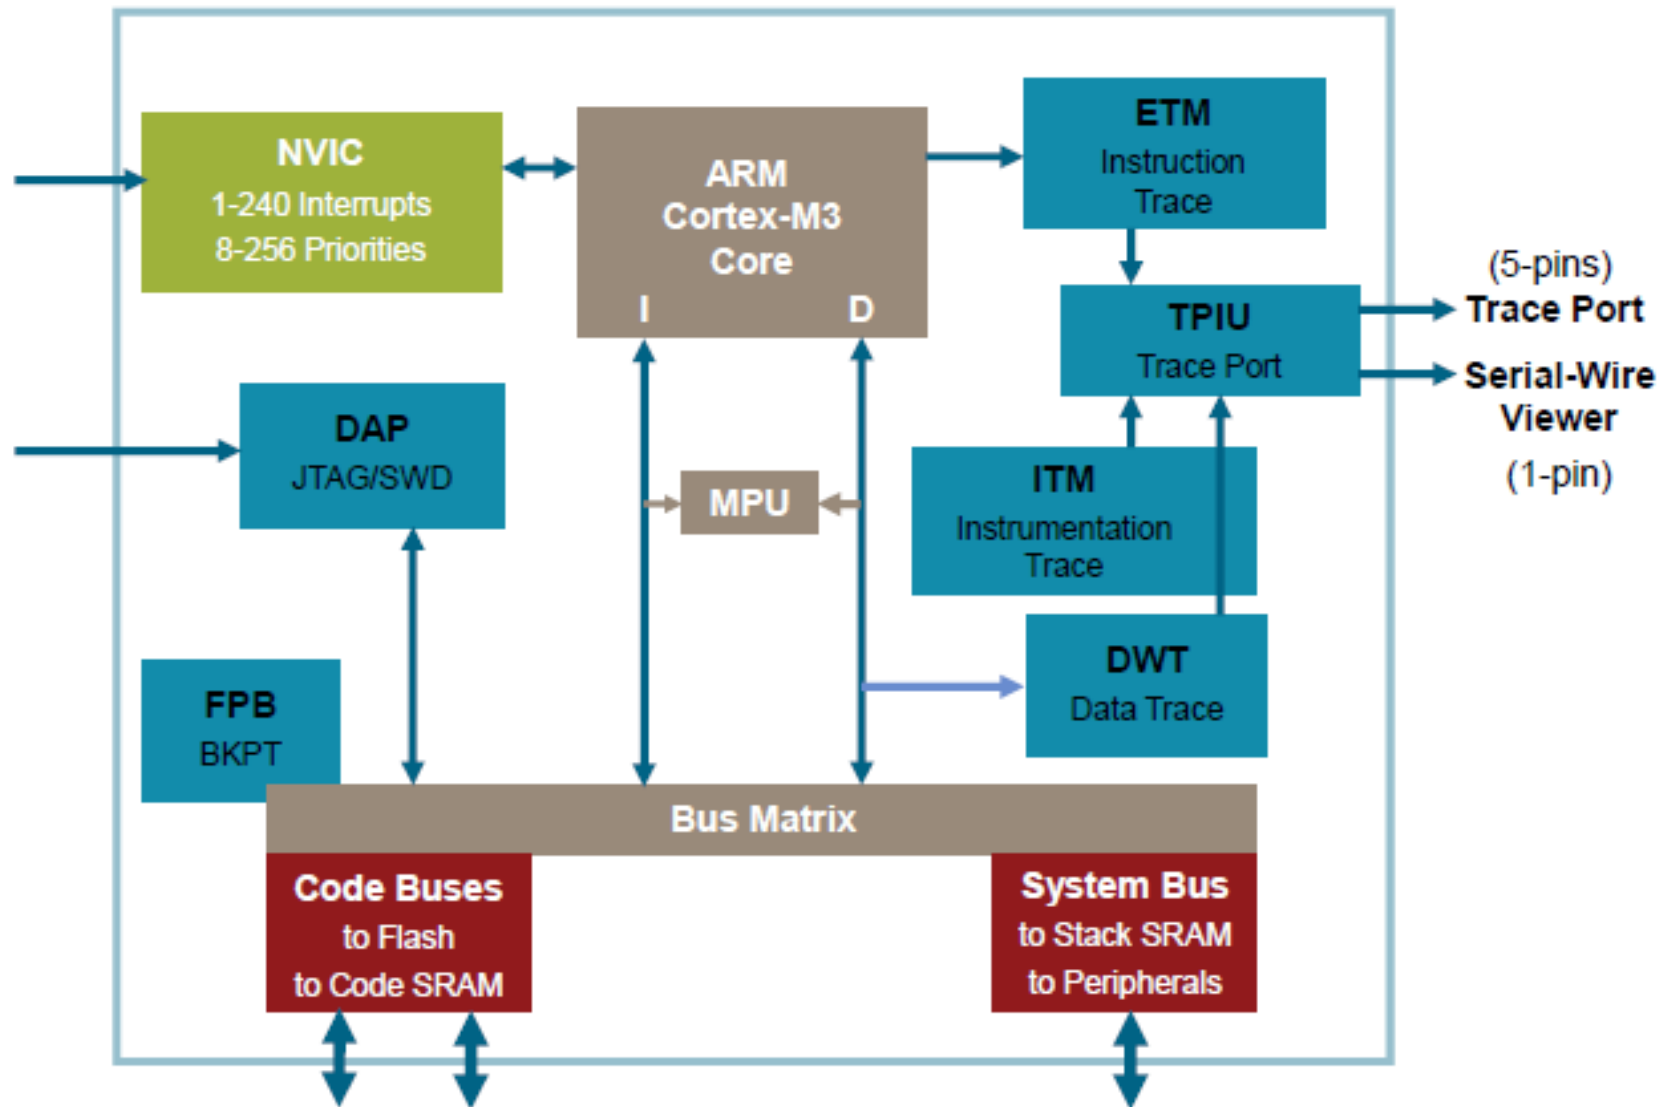 NVIC
1-240 Interrupts
8-256 Priorities
ARM
Cortex-M3
Core
I
D
ETM
Instruction
Trace
TPIU
Trace Port
(5-pins)
Trace Port
Serial-Wire
Viewer
(1-pin)
DAP
JTAG/SWD
MPU
ITM
Instrumentation
Trace
DWT
Data Trace
FPB
BKPT
Bus Matrix
Code Buses
to Flash
to Code SRAM
System Bus
to Stack SRAM
to Peripherals